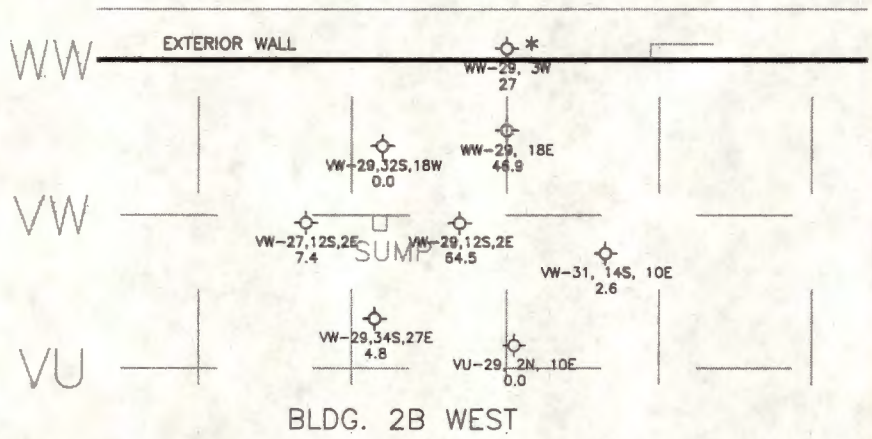 WW
EXTERIOR WALL
*
WW-29, 3W
27
WW-29, 18E
46.9
VW-29,32S,18W
0.0
VW
VW-27,12S,2E
7.4
SUMP
VW-29,12S,2E
64.5
VW-31, 14S, 10E
2.6
VW-29,34S,27E
4.8
VU
VU-29, 2N, 10E
0.0
BLDG. 2B WEST